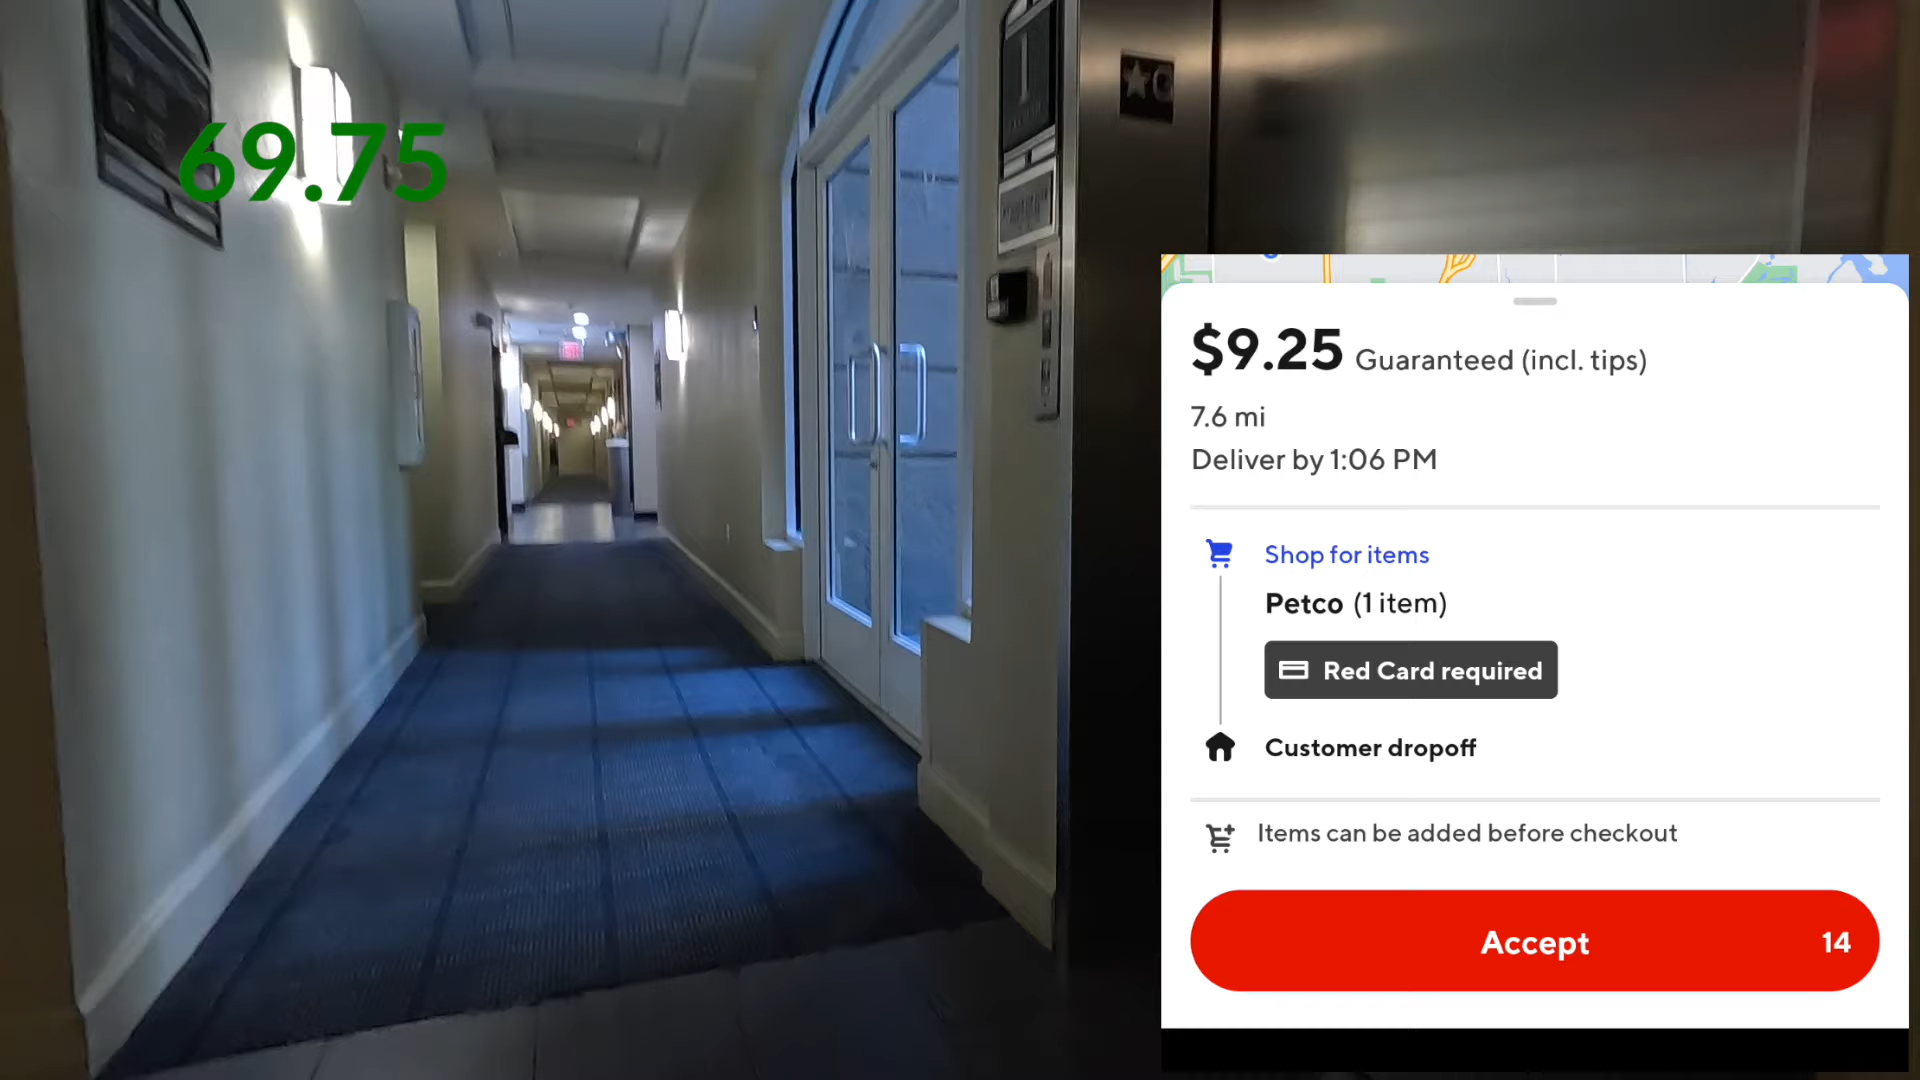 69.75
1
★C
$9.25 Guaranteed (incl. tips)
7.6 mi
Deliver by 1:06 PM
Shop for items
Petco (1 item)
Red Card required
Customer dropoff
Items can be added before checkout
Accept 14